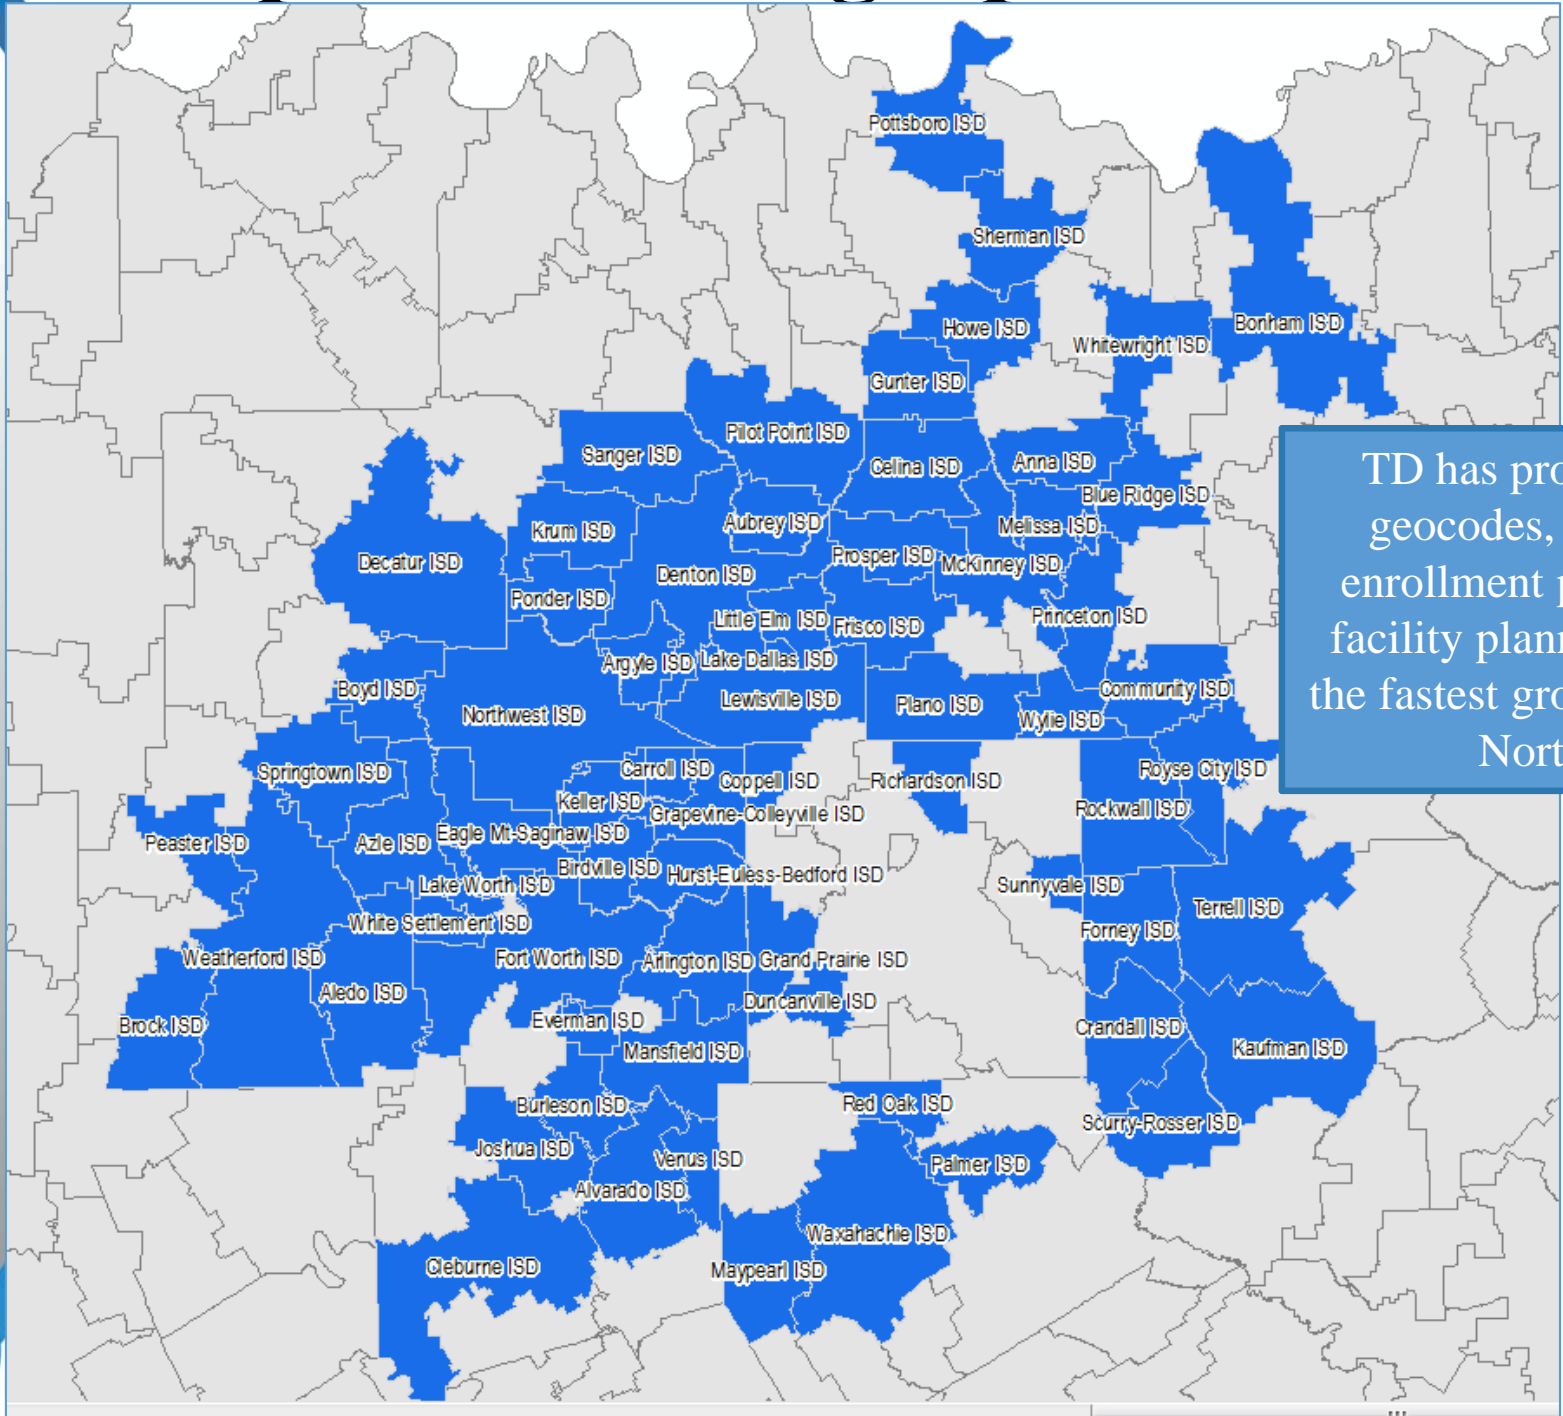 Pottsboro ISD
Sherman ISD
Howe ISD
Whitewright ISD
Bonham ISD
Gunter ISD
Pilot Point ISD
Sanger ISD
Celina ISD
Anna ISD
Blue Ridge ISD
Aubrey ISD
Melissa ISD
Krum ISD
Decatur ISD
Prosper ISD
McKinney ISD
Denton ISD
Ponder ISD
Princeton ISD
Little Elm ISD
Frisco ISD
Argyle ISD
Lake Dallas ISD
Boyd ISD
Community ISD
Lewisville ISD
Plano ISD
Northwest ISD
Wylie ISD
Springtown ISD
Carroll ISD
Coppell ISD
Richardson ISD
Royse City ISD
Keller ISD
Rockwall ISD
Grapevine-Colleyville ISD
Peaster ISD
Azle ISD
Eagle Mt-Saginaw ISD
Birdville ISD
Hurst-Euless-Bedford ISD
Lake Worth ISD
Sunnyvale ISD
Terrell ISD
White Settlement ISD
Forney ISD
Weatherford ISD
Fort Worth ISD
Arlington ISD
Grand Prairie ISD
Aledo ISD
Duncanville ISD
Brock ISD
Everman ISD
Crandall ISD
Mansfield ISD
Kaufman ISD
Burleson ISD
Red Oak ISD
Scurry-Rosser ISD
Joshua ISD
Venus ISD
Palmer ISD
Alvarado ISD
Waxahachie ISD
Cleburne ISD
Maypearl ISD
TD has pro
geocodes,
enrollment p
facility plann
the fastest gro
Nort